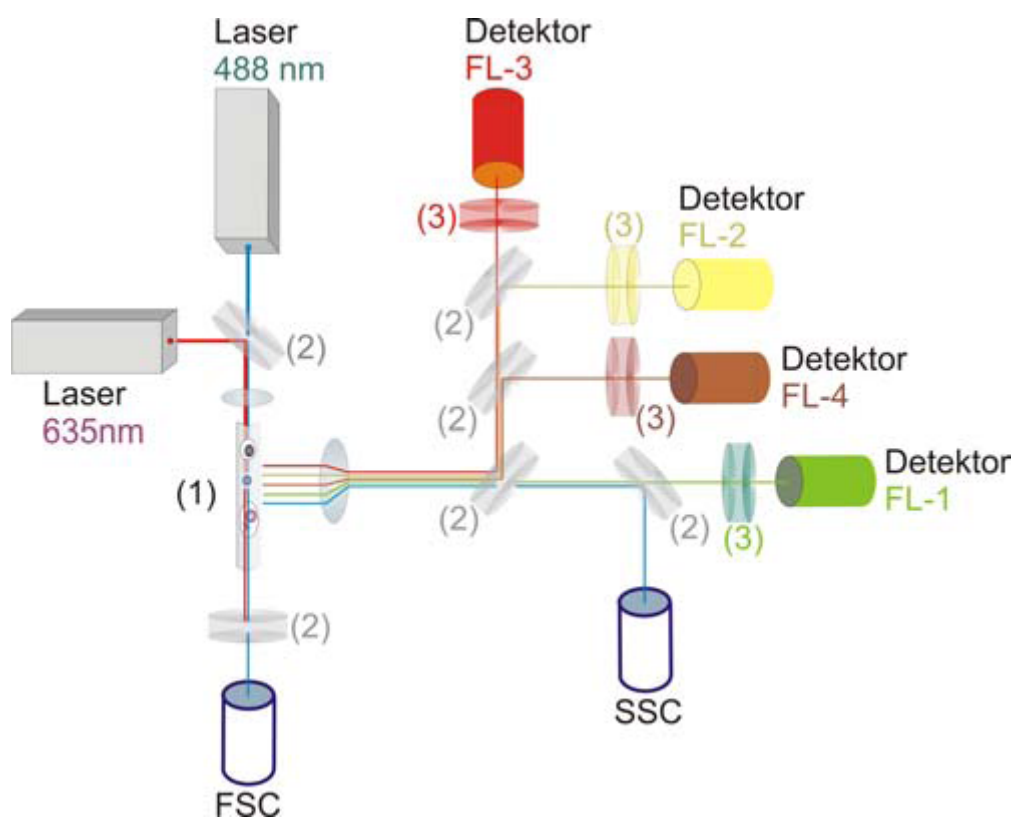 Laser
488 nm
Detektor
FL-3
(3)
Detektor
FL-2
(3)
(2)
(2)
Laser
635nm
Detektor
FL-4
(3)
(2)
(1)
Detektor
FL-1
(3)
(2)
(2)
(2)
FSC
SSC